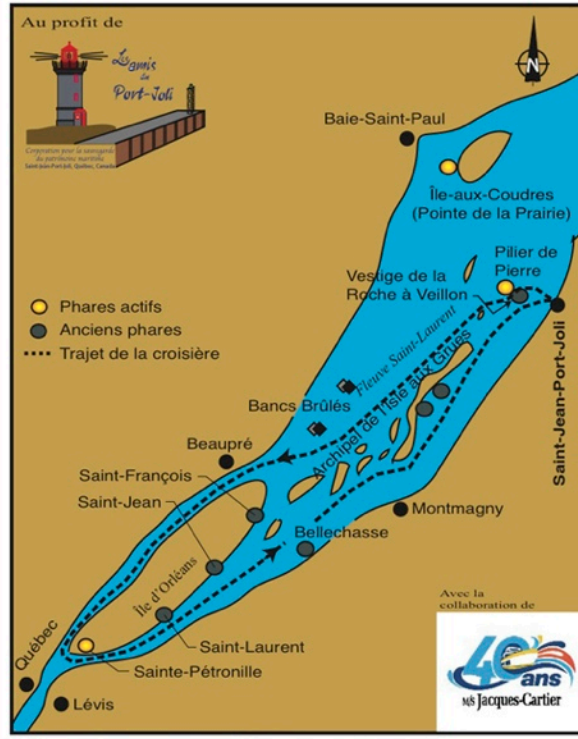 Au profit de
Les amis
du
Port-Joli
Corporation pour la sauvegarde
du patrimoine maritime
Saint-Jean-Port-Joli, Québec, Canada
N
Baie-Saint-Paul
Île-aux-Coudres
(Pointe de la Prairie)
Pilier de
Pierre
Vestige de la
Roche à Veillon
Phares actifs
Anciens phares
Trajet de la croisière
Fleuve Saint-Laurent
Saint-Jean-Port-Joli
Archipel de l'Isle aux Grues
Bancs Brûlés
Beaupré
Saint-François
Saint-Jean
Montmagny
Bellechasse
Île d'Orléans
Saint-Laurent
Sainte-Pétronille
Québec
Lévis
Avec la
collaboration de
40
ans
M/S Jacques-Cartier